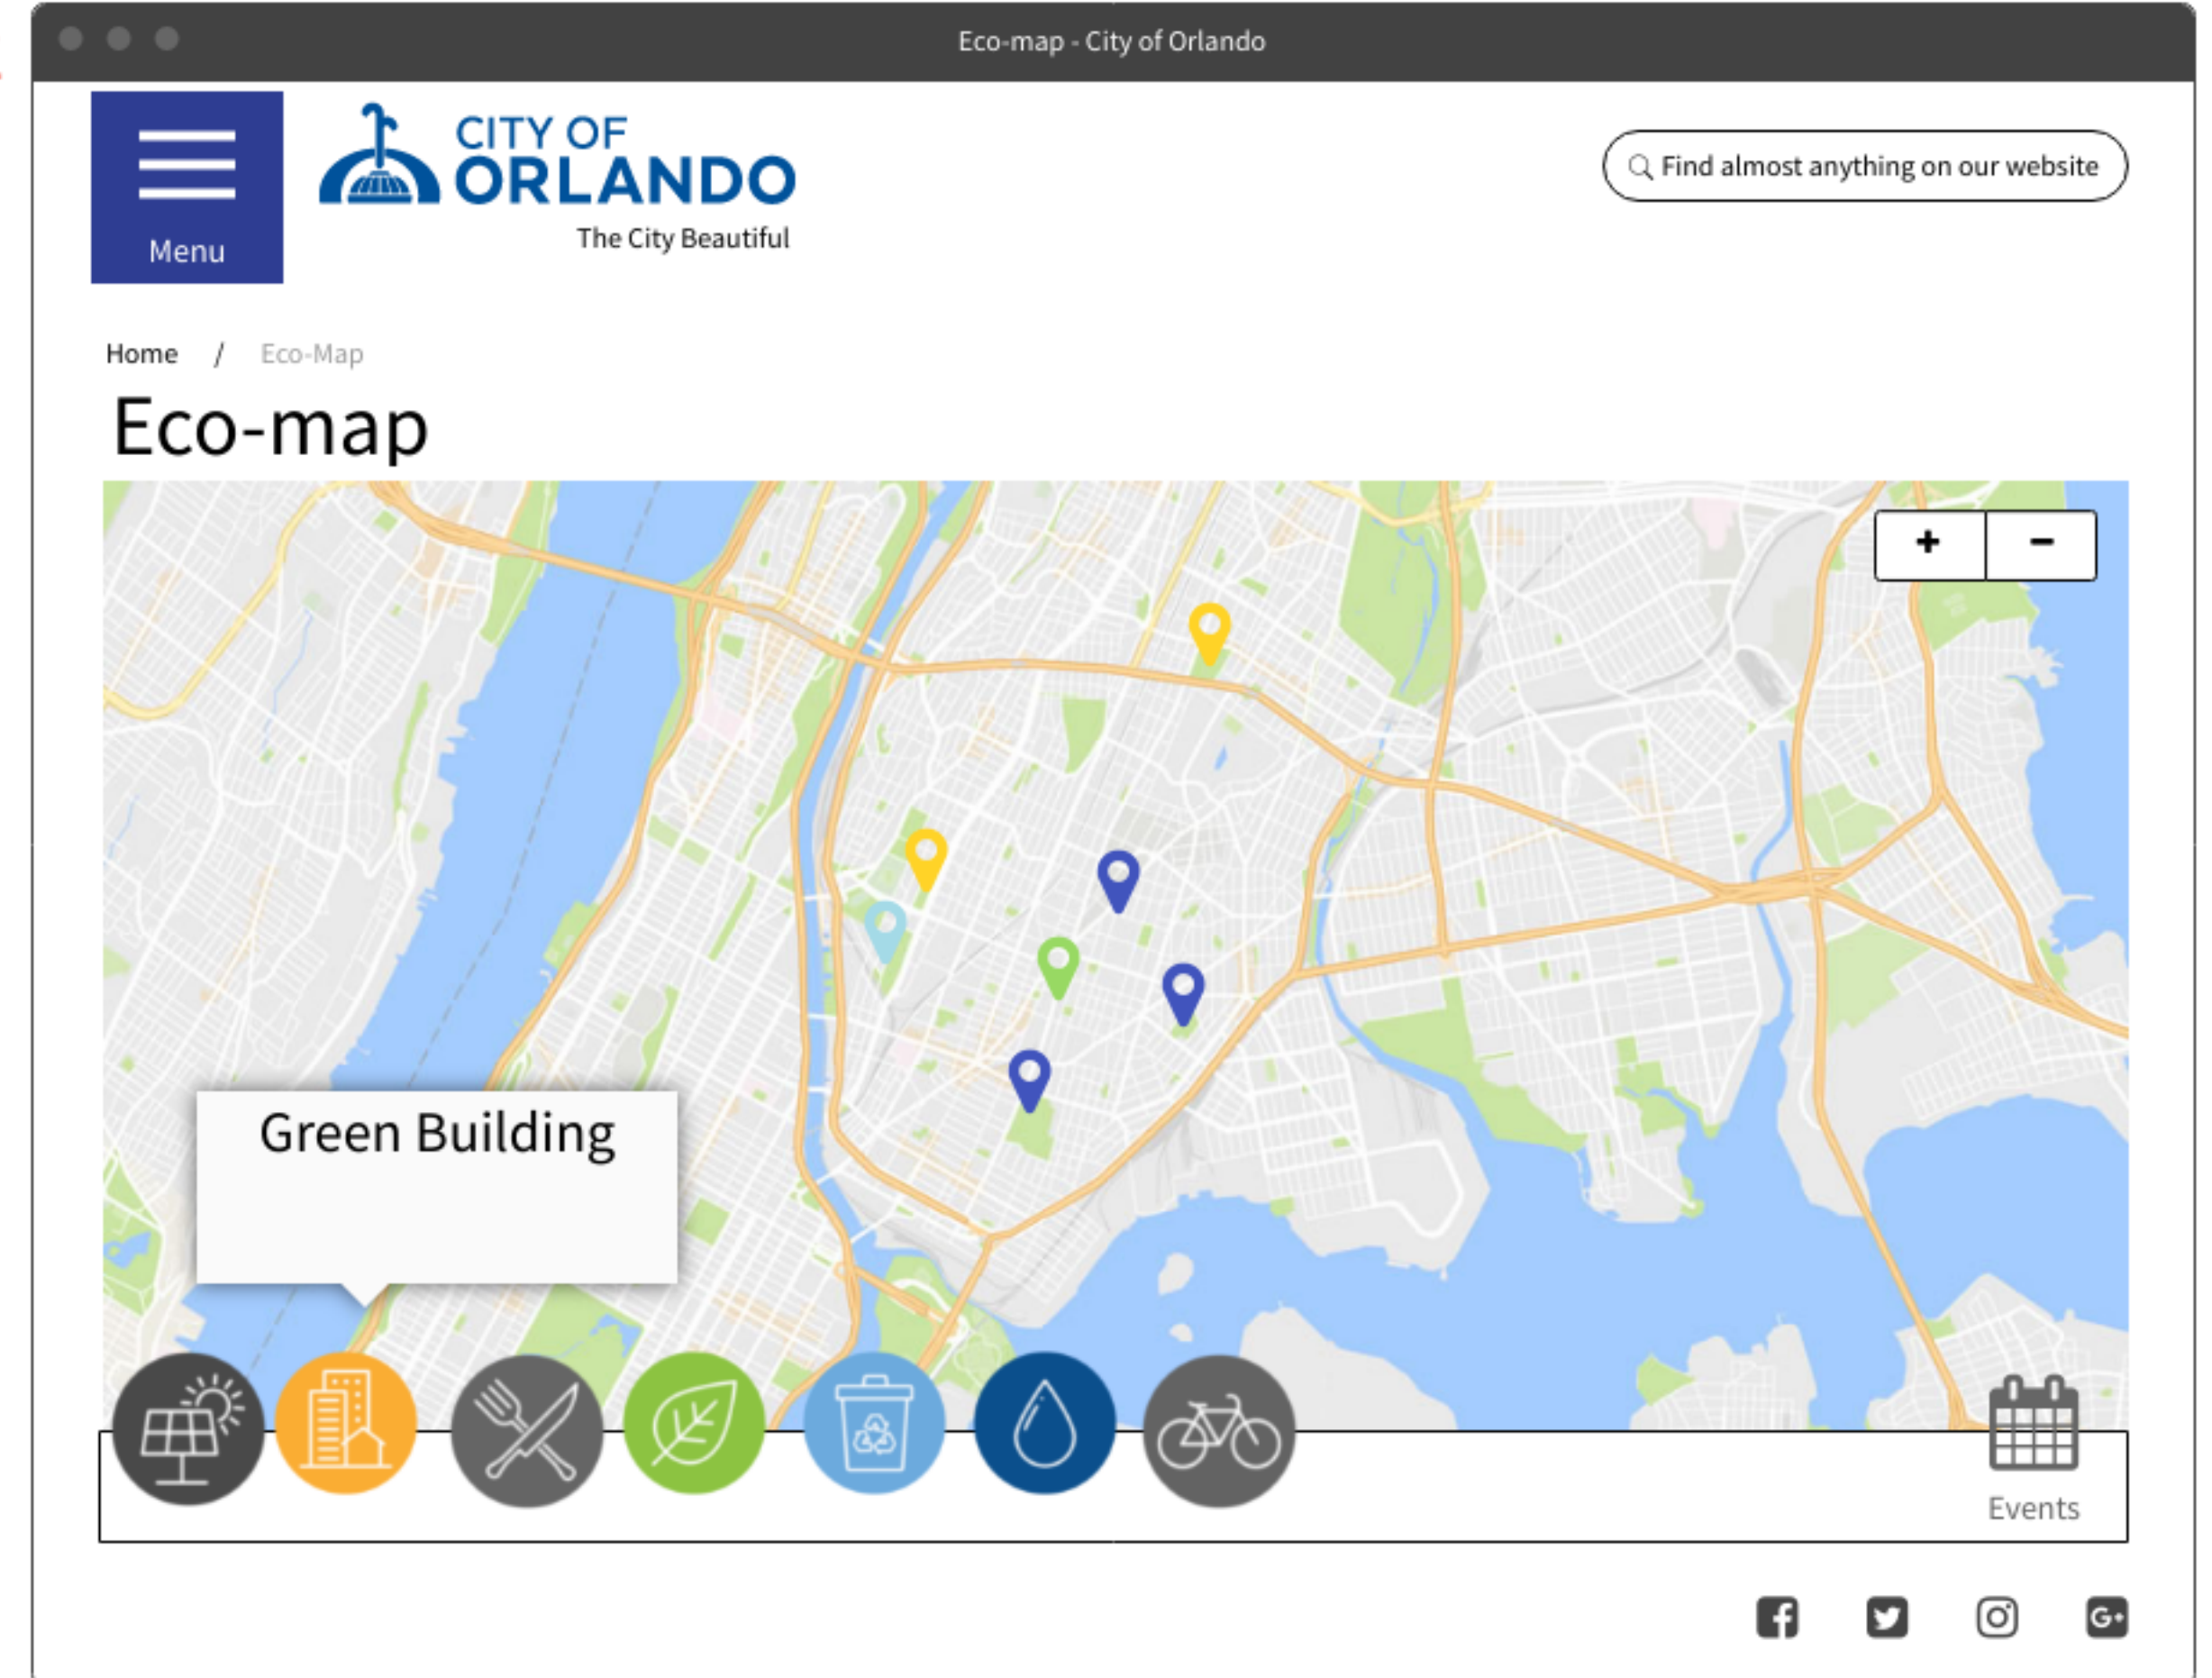 Eco-map - City of Orlando
Menu
CITY OF
ORLANDO
The City Beautiful
Find almost anything on our website
Home / Eco-Map
Eco-map
+ −
Green Building
Events
G+